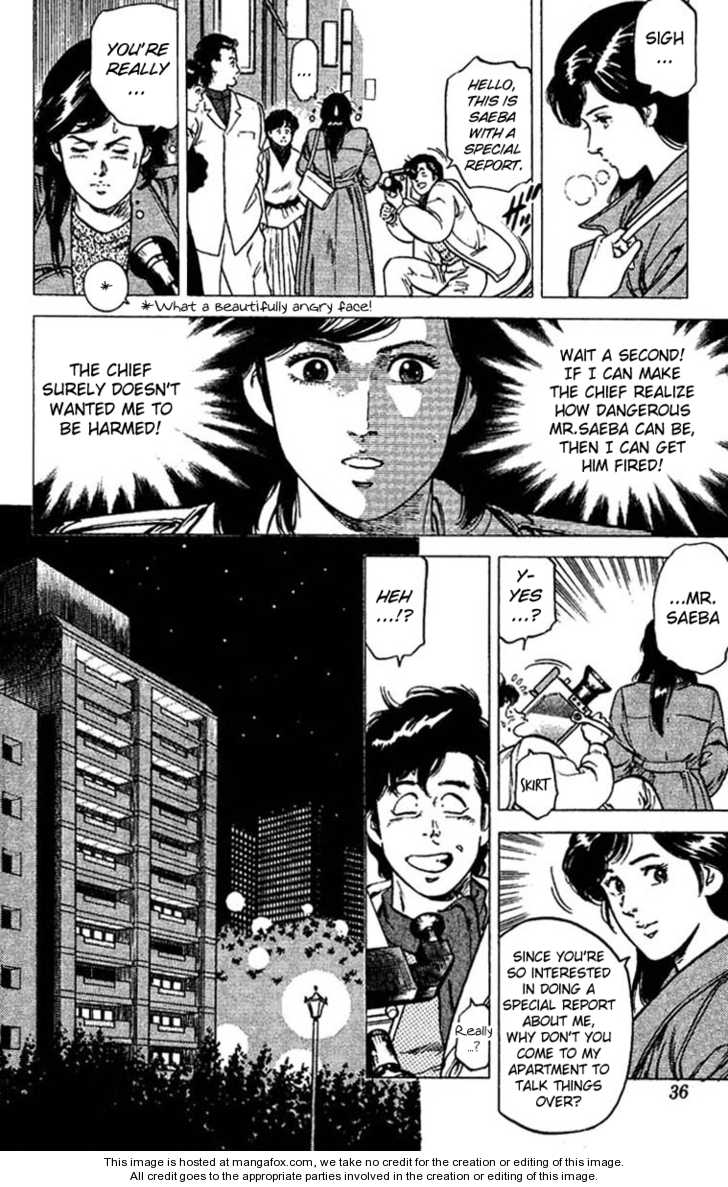 SIGH
...
HELLO,
THIS IS
SAEBA
WITH A
SPECIAL
REPORT.
...
YOU'RE
REALLY
...
*
*What a beautifully angry face!
WAIT A SECOND!
IF I CAN MAKE
THE CHIEF REALIZE
HOW DANGEROUS
MR.SAEBA CAN BE,
THEN I CAN GET
HIM FIRED!
THE CHIEF
SURELY DOESN'T
WANTED ME TO
BE HARMED!
...MR.
SAEBA
Y-
YES
...?
SKIRT
SINCE YOU'RE
SO INTERESTED
IN DOING A
SPECIAL REPORT
ABOUT ME,
WHY DON'T YOU
COME TO MY
APARTMENT TO
TALK THINGS
OVER?
HEH
...!?
Really
...?
36
This image is hosted at mangafox.com, we take no credit for the creation or editing of this image.
All credit goes to the appropriate parties involved in the creation or editing of this image.